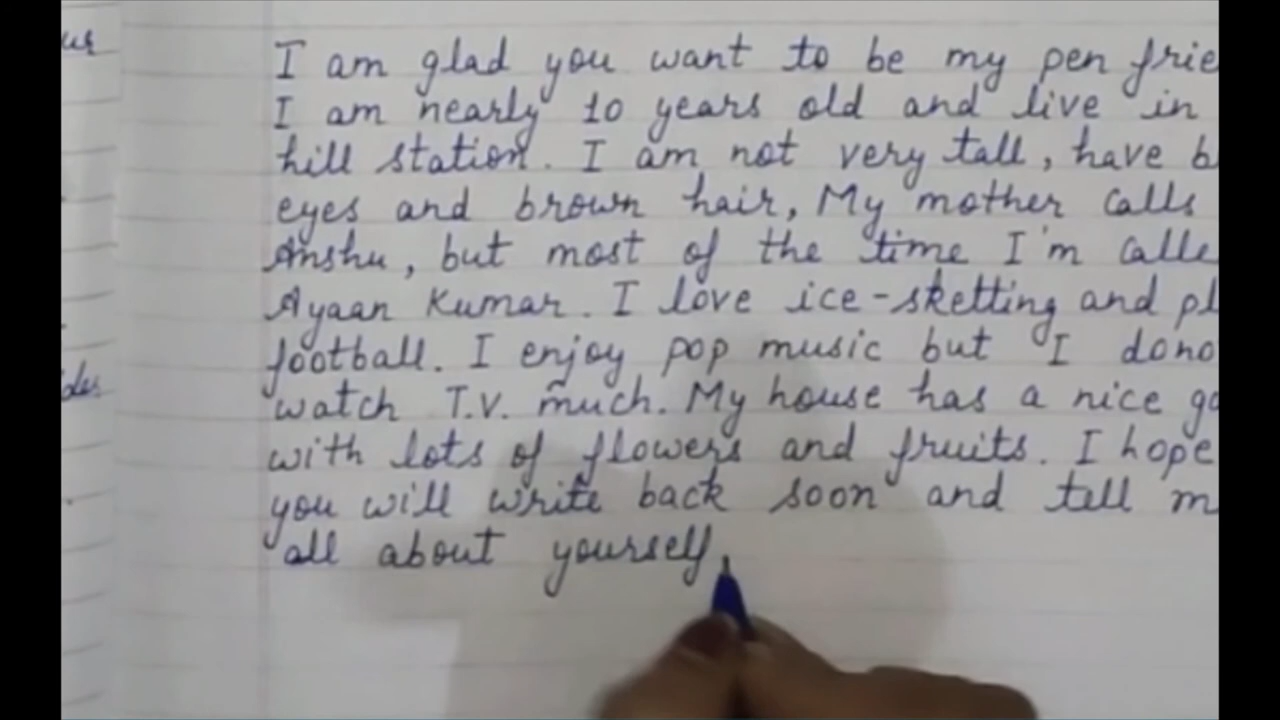 I am glad you want to be my pen frie
I am nearly 10 years old and live in
hill station. I am not very tall, have b
eyes and brown hair, My mother calls
Anshu, but most of the time I'm calle
Ayaan Kumar. I love ice-sketting and pl
football. I enjoy pop music but I dono
watch T.V. much. My house has a nice ga
with lots of flowers and fruits. I hope
you will write back soon and tell m
all about yourself.